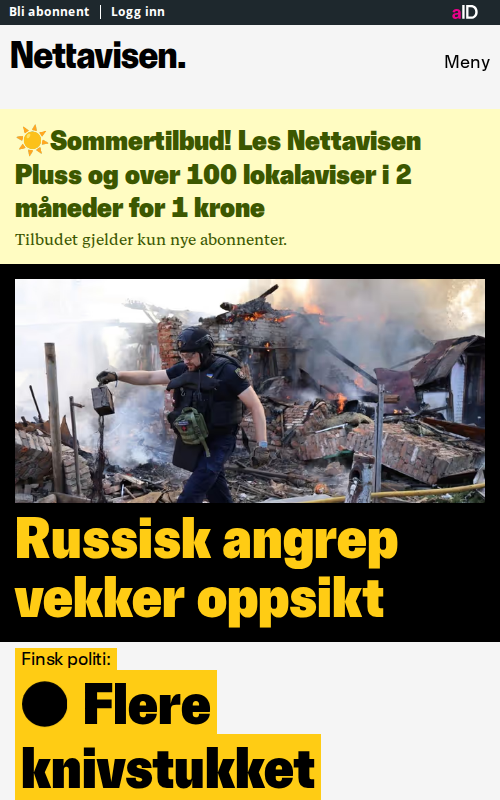 Bli abonnent
Logg inn
aID
Nettavisen.
Meny
☀️Sommertilbud! Les Nettavisen
Pluss og over 100 lokalaviser i 2
måneder for 1 krone
Tilbudet gjelder kun nye abonnenter.
Russisk angrep
vekker oppsikt
Finsk politi:
● Flere
knivstukket